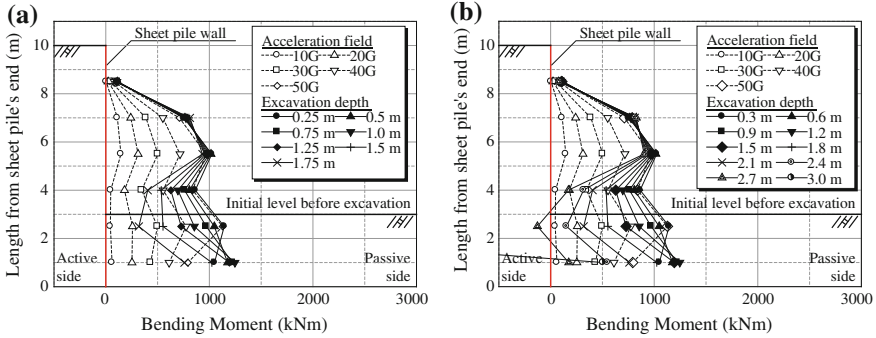 (a)
Length from sheet pile's end (m)
10
8
6
4
2
0
Sheet pile wall
Acceleration field
10G 20G
30G 40G
50G
Excavation depth
0.25 m 0.5 m
0.75 m 1.0 m
1.25 m 1.5 m
1.75 m
Initial level before excavation
Active
side
Passive
side
0 1000 2000 3000
Bending Moment (kNm)
(b)
Length from sheet pile's end (m)
10
8
6
4
2
0
Sheet pile wall
Acceleration field
10G 20G
30G 40G
50G
Excavation depth
0.3 m 0.6 m
0.9 m 1.2 m
1.5 m 1.8 m
2.1 m 2.4 m
2.7 m 3.0 m
Initial level before excavation
Active
side
Passive
side
0 1000 2000 3000
Bending Moment (kNm)